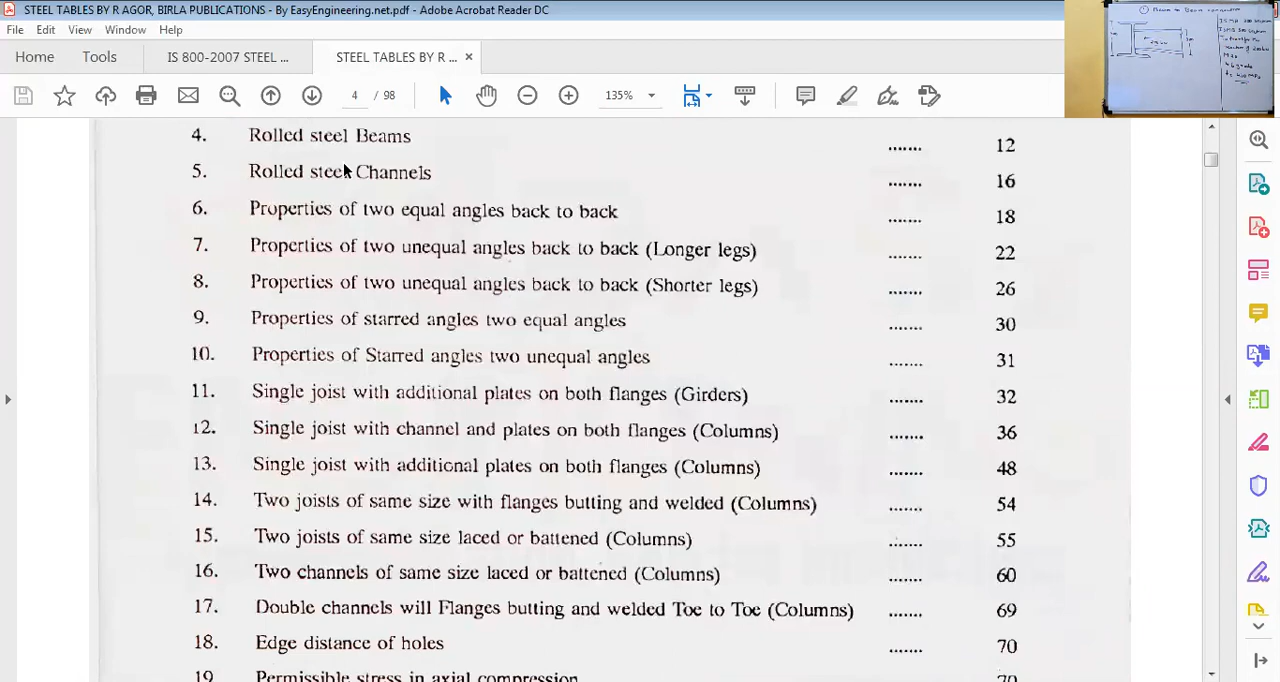 STEEL TABLES BY R AGOR, BIRLA PUBLICATIONS - By EasyEngineering.net.pdf - Adobe Acrobat Reader DC
File Edit View Window Help
Home Tools IS 800-2007 STEEL ... STEEL TABLES BY R ... ×
4 / 98 135%
4. Rolled steel Beams ....... 12
5. Rolled steel Channels ....... 16
6. Properties of two equal angles back to back ....... 18
7. Properties of two unequal angles back to back (Longer legs) ....... 22
8. Properties of two unequal angles back to back (Shorter legs) ....... 26
9. Properties of starred angles two equal angles ....... 30
10. Properties of Starred angles two unequal angles ....... 31
11. Single joist with additional plates on both flanges (Girders) ....... 32
12. Single joist with channel and plates on both flanges (Columns) ....... 36
13. Single joist with additional plates on both flanges (Columns) ....... 48
14. Two joists of same size with flanges butting and welded (Columns) ....... 54
15. Two joists of same size laced or battened (Columns) ....... 55
16. Two channels of same size laced or battened (Columns) ....... 60
17. Double channels will Flanges butting and welded Toe to Toe (Columns) ....... 69
18. Edge distance of holes ....... 70
19. Permissible stress in axial compression ....... 70